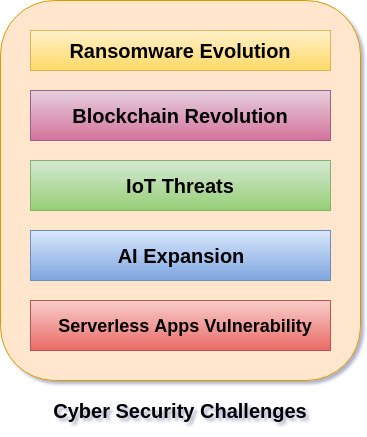 Ransomware Evolution
Blockchain Revolution
IoT Threats
AI Expansion
Serverless Apps Vulnerability
Cyber Security Challenges